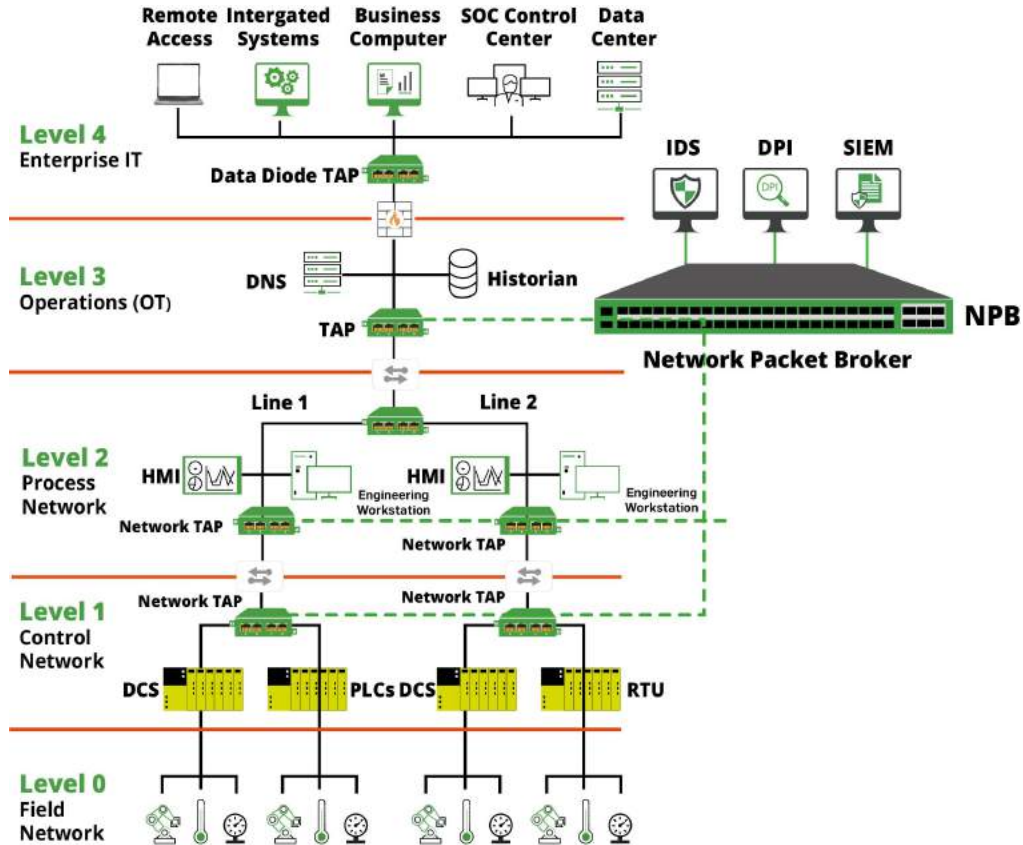 Remote Access
Intergated Systems
Business Computer
SOC Control Center
Data Center
Level 4
Enterprise IT
Data Diode TAP
IDS
DPI
SIEM
DPI
Level 3
Operations (OT)
DNS
Historian
TAP
NPB
Network Packet Broker
Line 1
Line 2
Level 2
Process
Network
HMI
Engineering
Workstation
HMI
Engineering
Workstation
Network TAP
Network TAP
Level 1
Control
Network
Network TAP
Network TAP
DCS
PLCs
DCS
RTU
Level 0
Field
Network